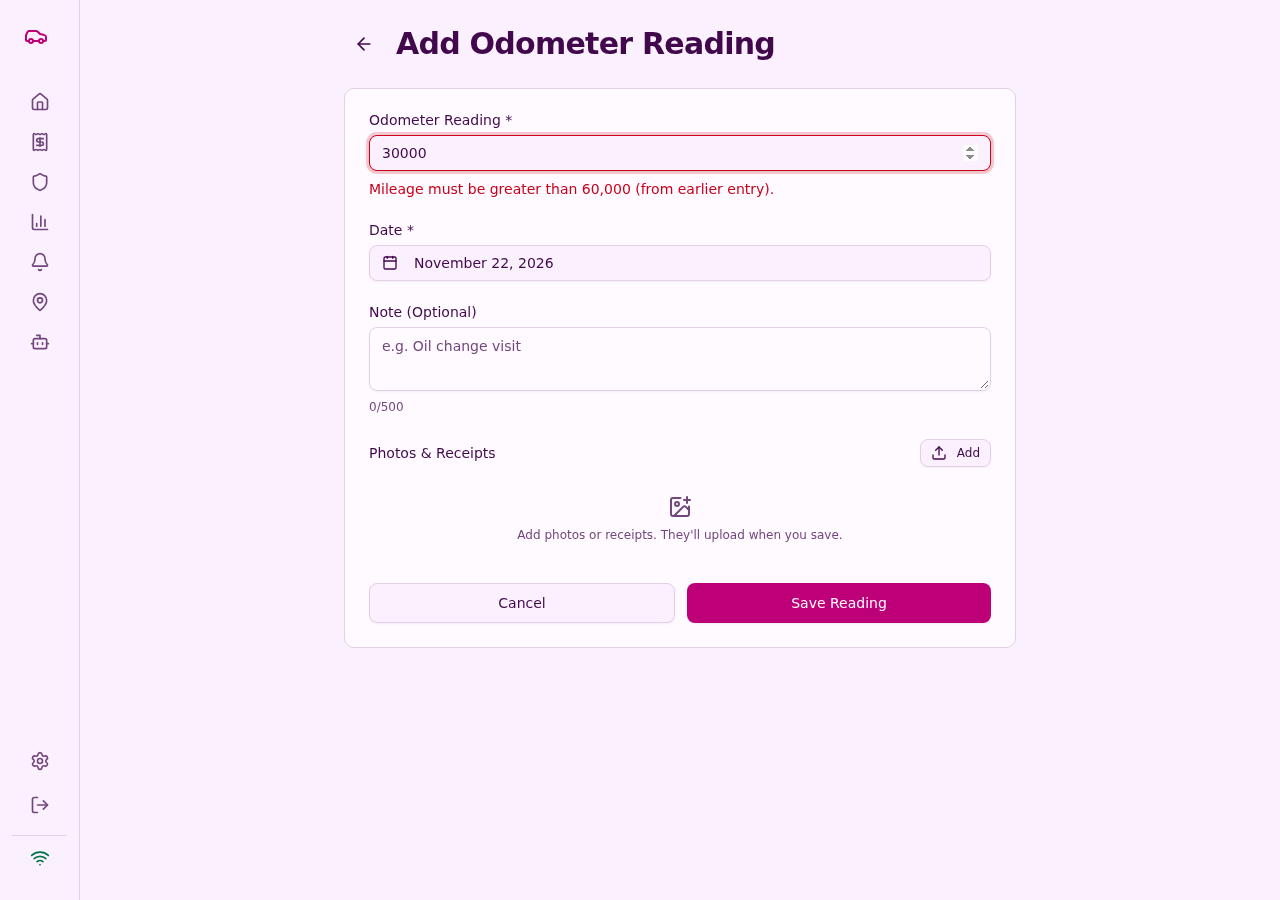 Add Odometer Reading
Odometer Reading *
30000
Mileage must be greater than 60,000 (from earlier entry).
Date *
November 22, 2026
Note (Optional)
e.g. Oil change visit
0/500
Photos & Receipts
Add
Add photos or receipts. They'll upload when you save.
Cancel
Save Reading